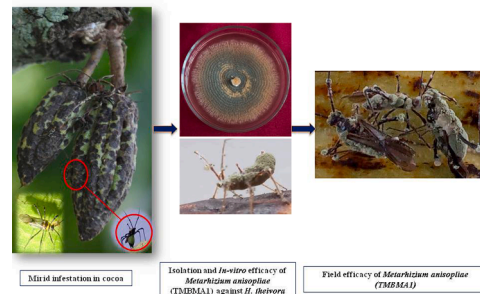 Mirid infestation in cocoa
Isolation and In-vitro efficacy of
Metarhizium anisopliae
(TMBMA1) against H. theivora
Field efficacy of Metarhizium anisopliae
(TMBMA1)